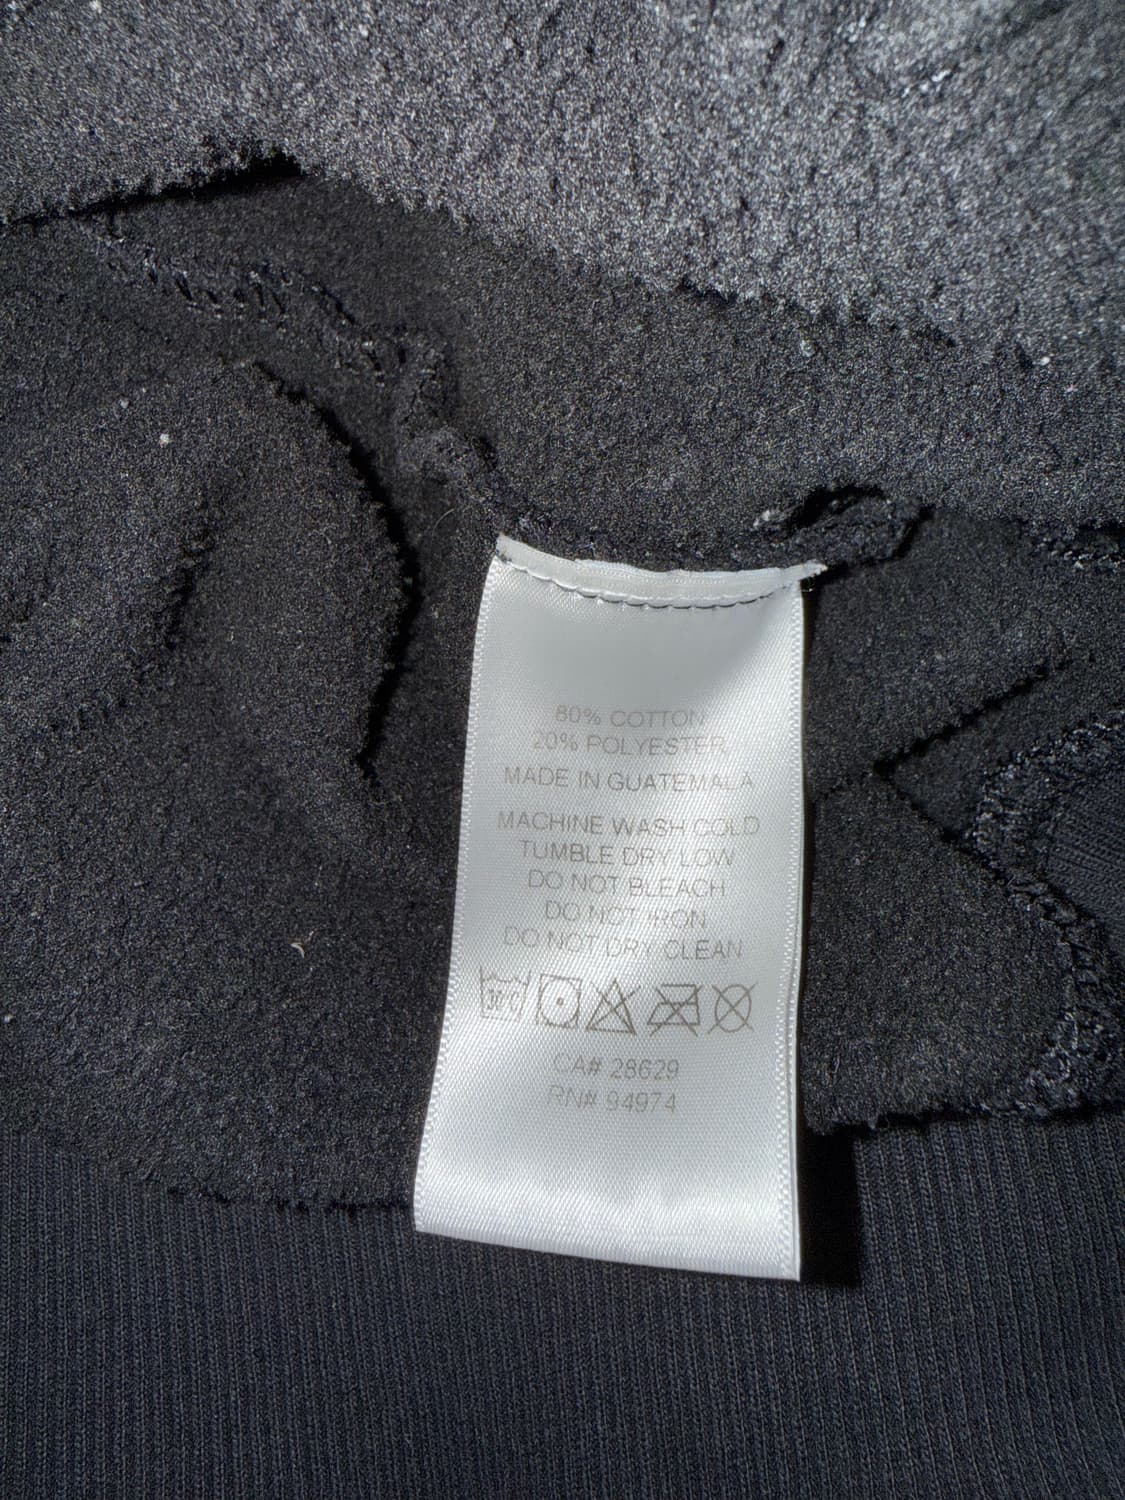 80% COTTON
20% POLYESTER
MADE IN GUATEMALA
MACHINE WASH COLD
TUMBLE DRY LOW
DO NOT BLEACH
DO NOT IRON
DO NOT DRY CLEAN
30°C
CA# 28629
RN# 94974